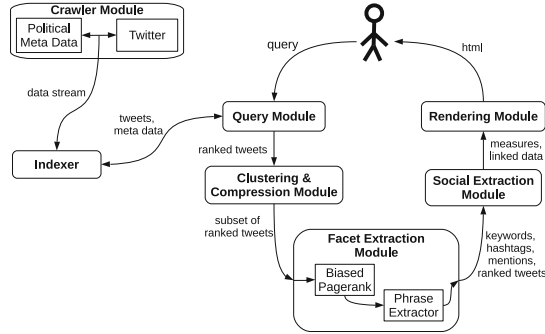 Crawler Module
Political
Meta Data
Twitter
data stream
Indexer
tweets,
meta data
query
html
Query Module
ranked tweets
Clustering &
Compression Module
subset of
ranked tweets
Facet Extraction
Module
Biased
Pagerank
Phrase
Extractor
keywords,
hashtags,
mentions,
ranked tweets
Social Extraction
Module
measures,
linked data
Rendering Module